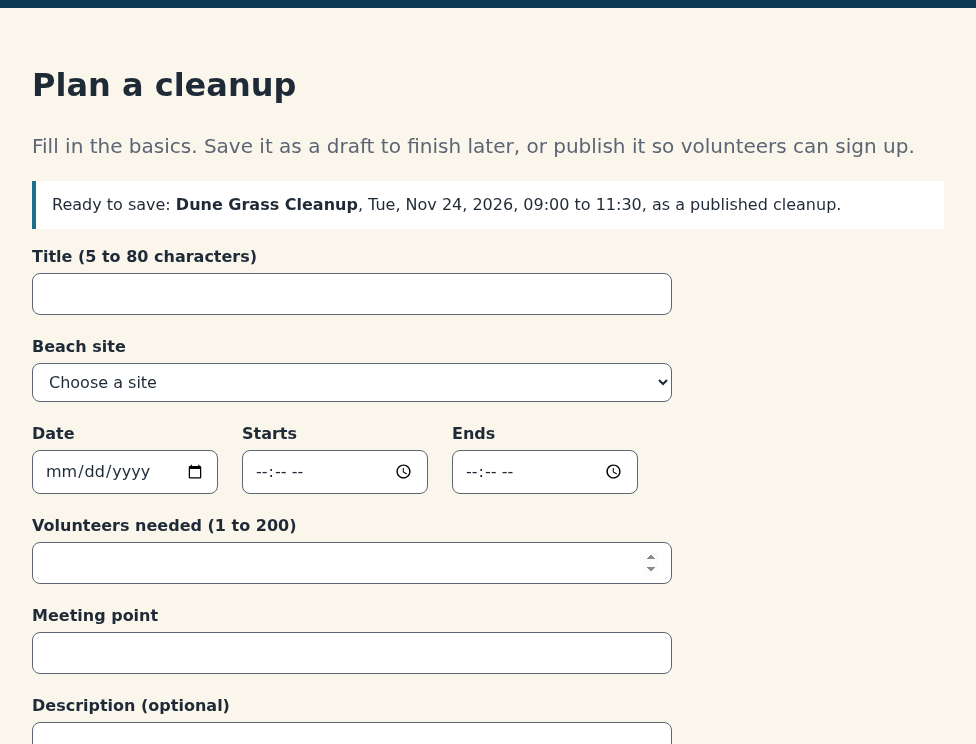 Plan a cleanup
Fill in the basics. Save it as a draft to finish later, or publish it so volunteers can sign up.
Ready to save: Dune Grass Cleanup, Tue, Nov 24, 2026, 09:00 to 11:30, as a published cleanup.
Title (5 to 80 characters)
Beach site
Choose a site
Date Starts Ends
mm/dd/yyyy --:-- -- --:-- --
Volunteers needed (1 to 200)
Meeting point
Description (optional)